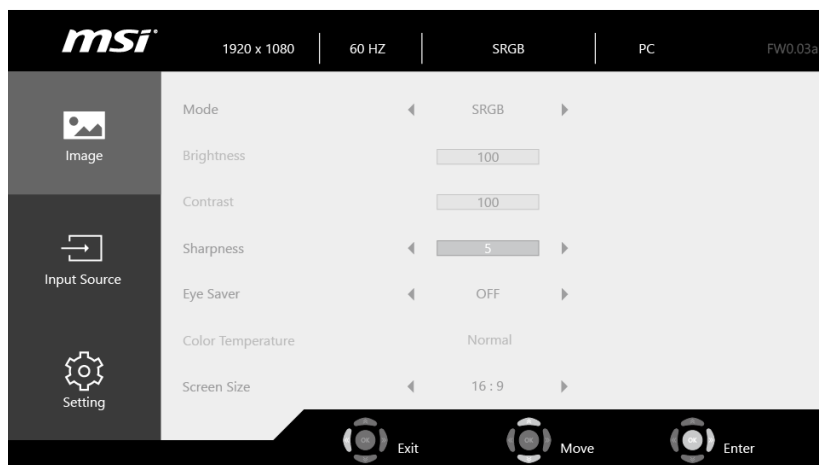 msi
1920 x 1080 60 HZ SRGB PC FW0.03a
Image
Input Source
Setting
Mode SRGB
Brightness 100
Contrast 100
Sharpness 5
Eye Saver OFF
Color Temperature Normal
Screen Size 16 : 9
OK Exit OK Move OK Enter